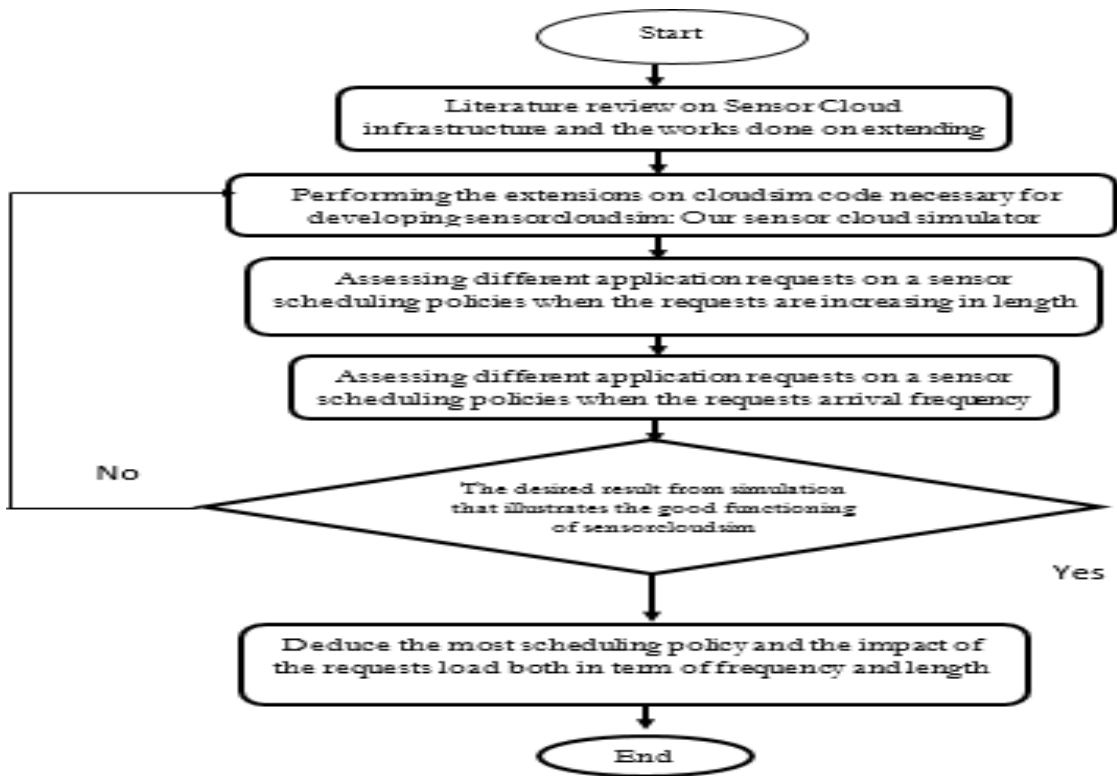 Start
Literature review on Sensor Cloud
infrastructure and the works done on extending
Performing the extensions on cloudsim code necessary for
developing sensorcloudsim: Our sensor cloud simulator
Assessing different application requests on a sensor
scheduling policies when the requests are increasing in length
Assessing different application requests on a sensor
scheduling policies when the requests arrival frequency
No
The desired result from simulation
that illustrates the good functioning
of sensorcloudsim
Yes
Deduce the most scheduling policy and the impact of
the requests load both in term of frequency and length
End